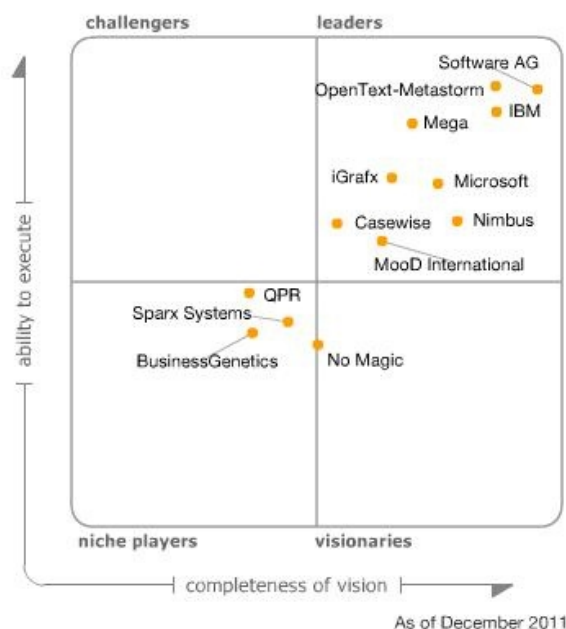 challengers
leaders
Software AG
OpenText-Metastorm
IBM
Mega
iGrafx
Microsoft
Casewise
Nimbus
MooD International
QPR
Sparx Systems
BusinessGenetics
No Magic
niche players
visionaries
ability to execute
completeness of vision
As of December 2011